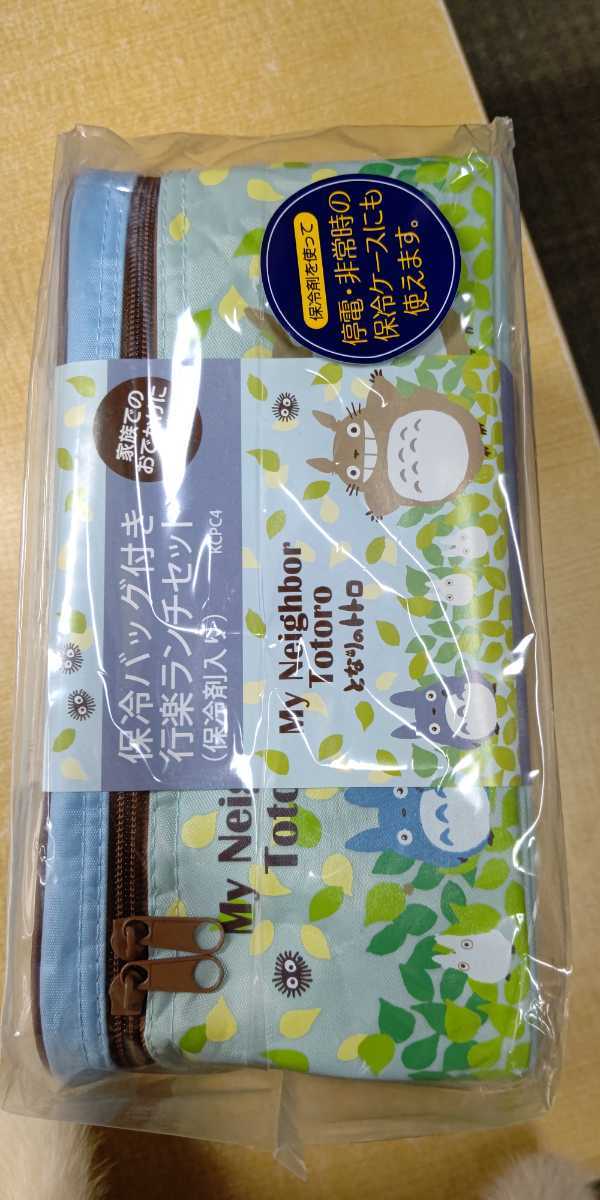 保冷剤を使って
停電・非常時の
保冷ケースにも
使えます。
家族での
おでかけに
保冷バッグ付き
行楽ランチセット
(保冷剤入り)
KCPC4
My Neighbor
Totoro
となりのトトロ
My Nei
Toto